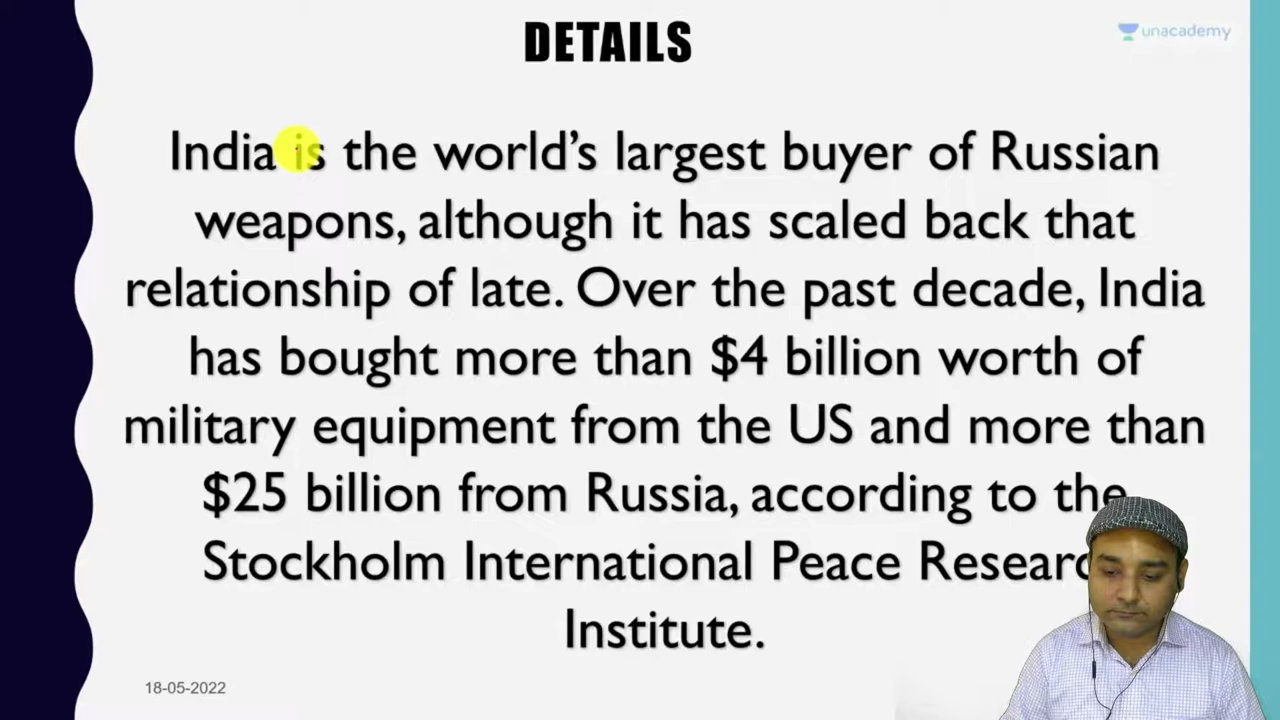 DETAILS
unacademy
India is the world's largest buyer of Russian
weapons, although it has scaled back that
relationship of late. Over the past decade, India
has bought more than $4 billion worth of
military equipment from the US and more than
$25 billion from Russia, according to the
Stockholm International Peace Research
Institute.
18-05-2022